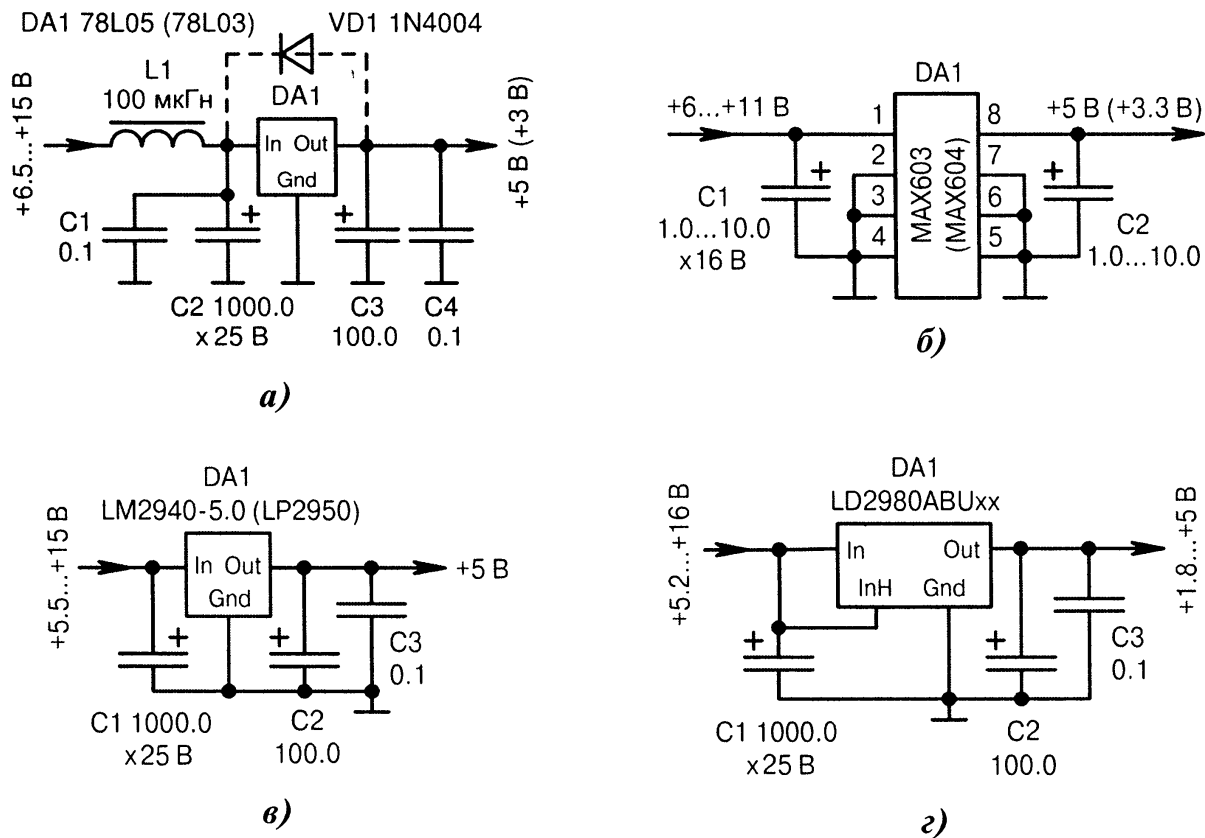 DA1 78L05 (78L03)
VD1 1N4004
+6.5...+15 В
L1
100 мкГн
DA1
In Out
Gnd
+5 В (+3 В)
C1
0.1
+
+
C2 1000.0
x 25 В
C3
100.0
C4
0.1
а)
DA1
+6...+11 В
1
2
3
4
MAX603
(MAX604)
8
7
6
5
+5 В (+3.3 В)
+
+
C1
1.0...10.0
x16 В
C2
1.0...10.0
б)
DA1
LM2940-5.0 (LP2950)
+5.5...+15 В
In Out
Gnd
+5 В
+
+
C3
0.1
C1 1000.0
x25 В
C2
100.0
в)
DA1
LD2980ABUxx
+5.2...+16 В
In
Out
InH
Gnd
+1.8...+5 В
+
+
C3
0.1
C1 1000.0
x25 В
C2
100.0
г)